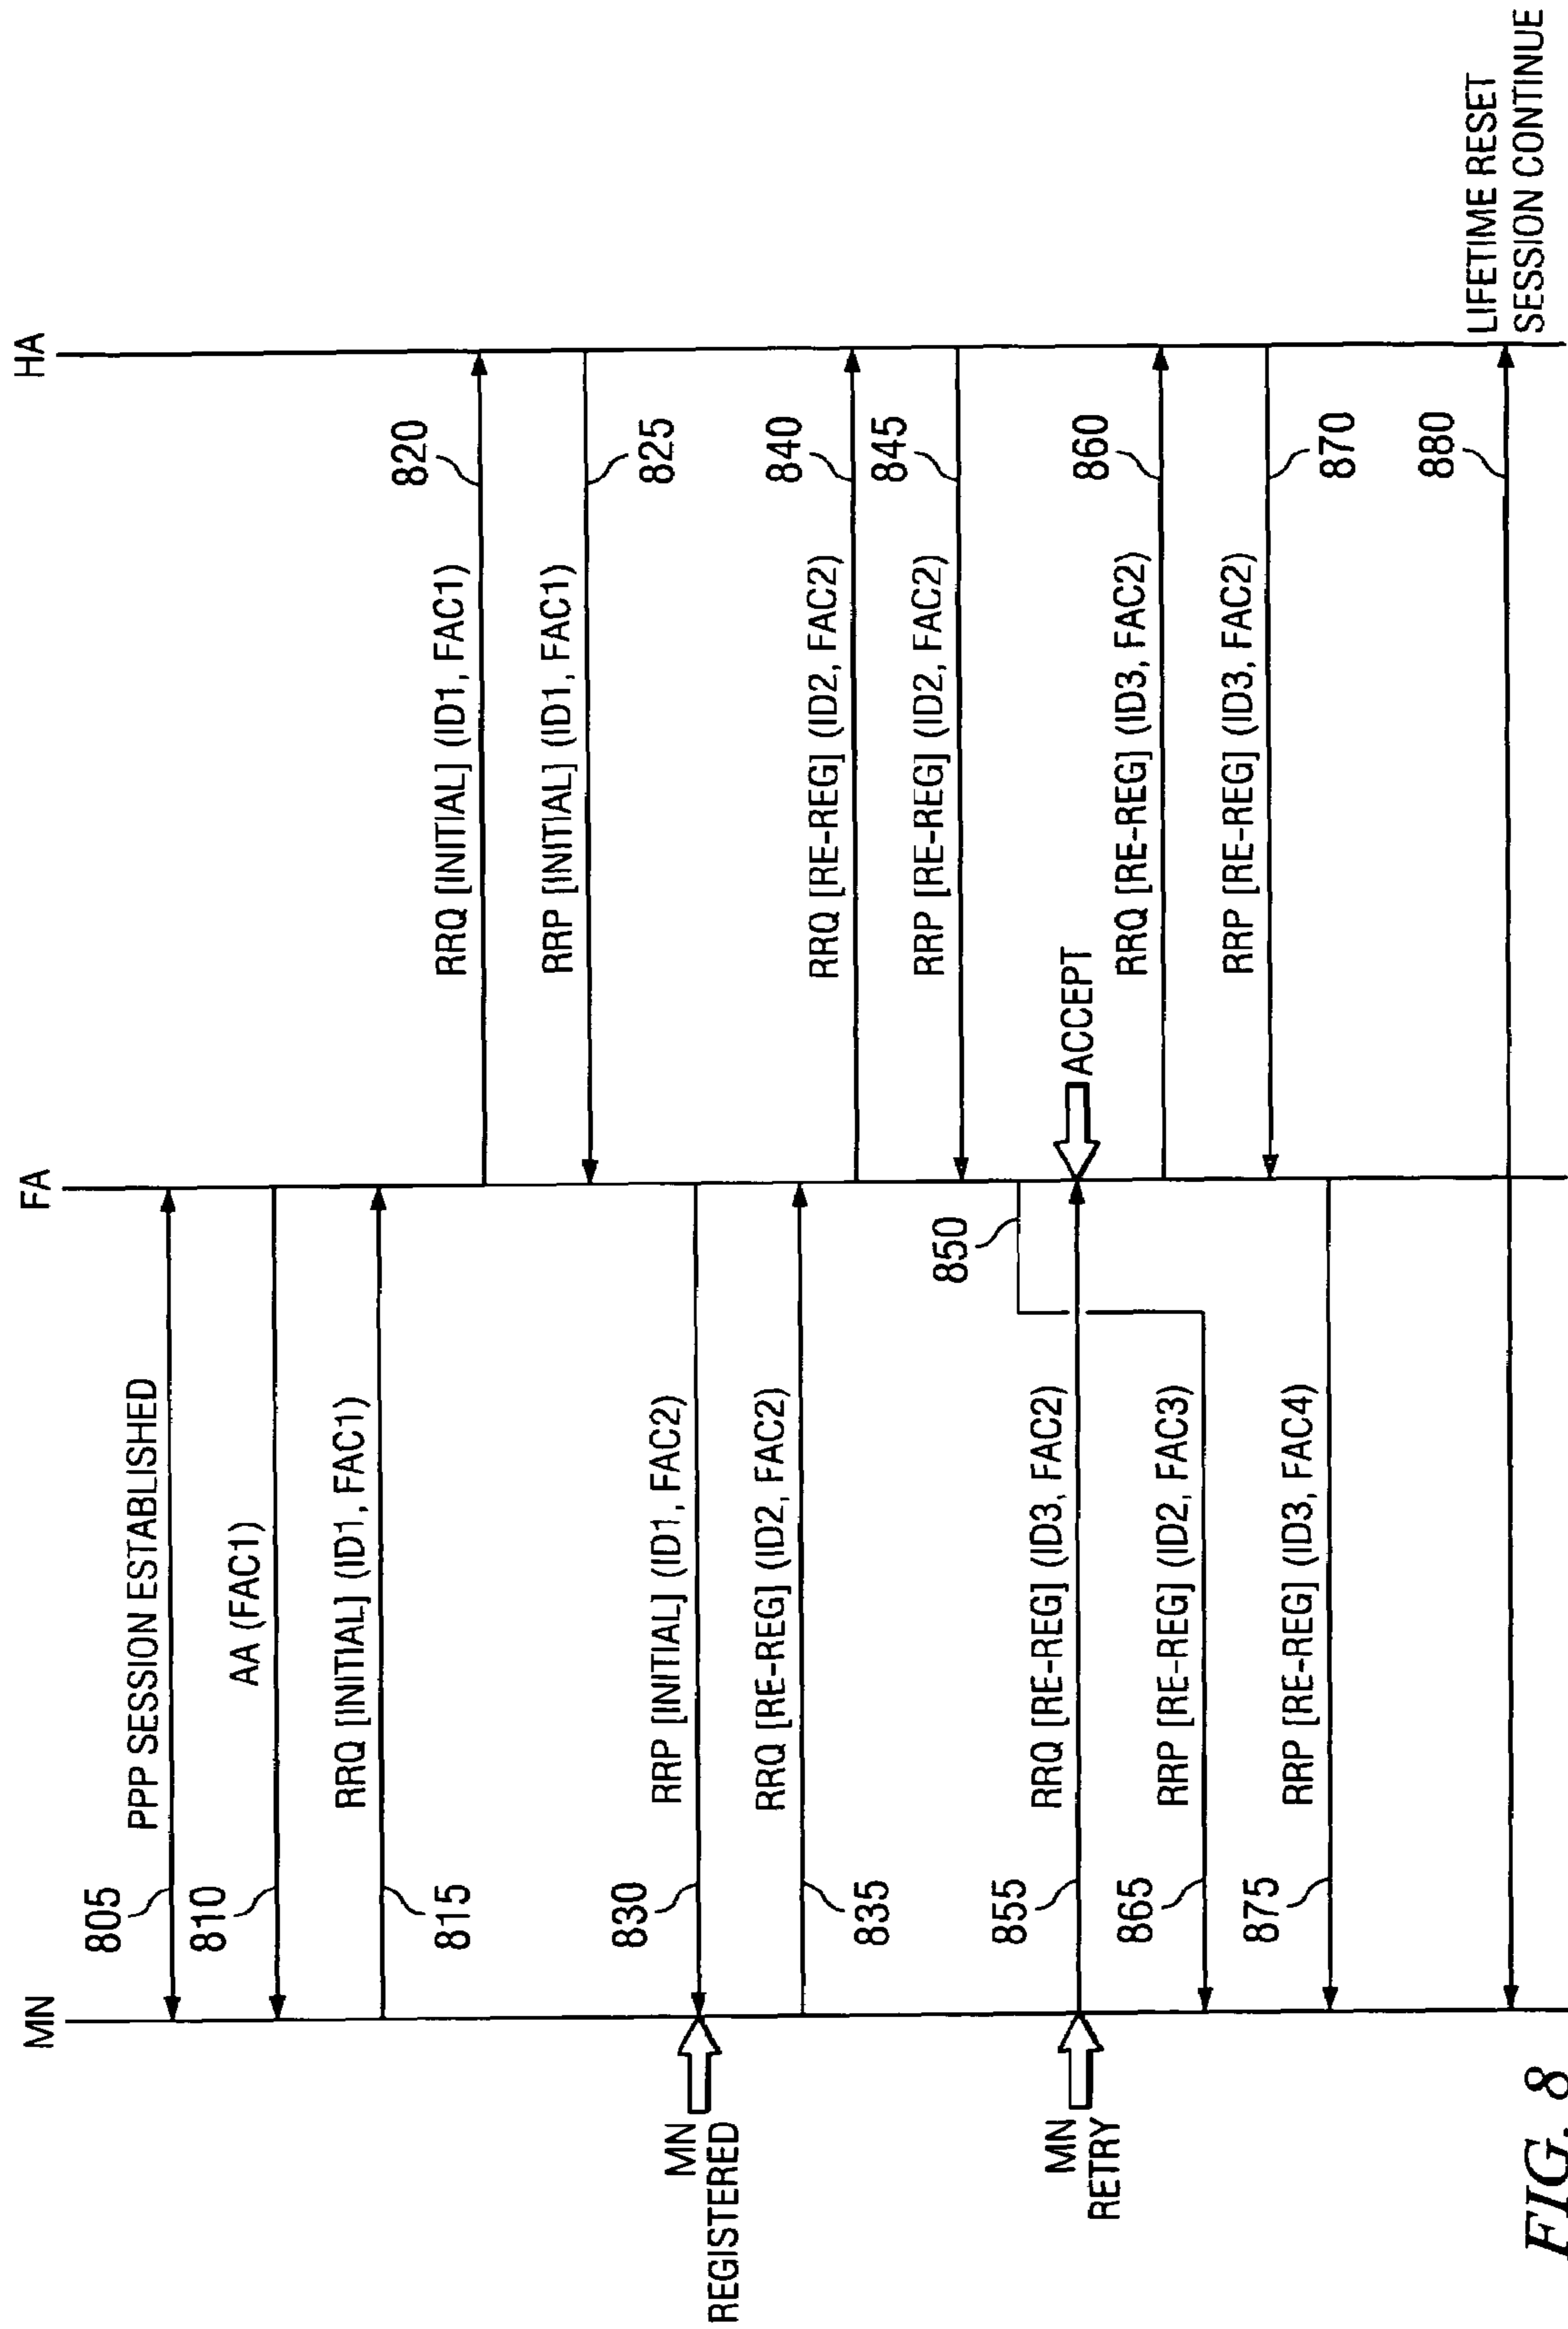 MN
FA
HA
805
PPP SESSION ESTABLISHED
810
AA (FAC1)
RRQ [INITIAL] (ID1, FAC1)
815
RRQ [INITIAL] (ID1, FAC1)
820
RRP [INITIAL] (ID1, FAC1)
825
MN
REGISTERED
830
RRP [INITIAL] (ID1, FAC2)
RRQ [RE-REG] (ID2, FAC2)
835
RRQ [RE-REG] (ID2, FAC2)
840
RRP [RE-REG] (ID2, FAC2)
845
850
MN
RETRY
855
RRQ [RE-REG] (ID3, FAC2)
ACCEPT
RRQ [RE-REG] (ID3, FAC2)
860
865
RRP [RE-REG] (ID2, FAC3)
RRP [RE-REG] (ID3, FAC2)
870
875
RRP [RE-REG] (ID3, FAC4)
880
LIFETIME RESET
SESSION CONTINUE
FIG. 8